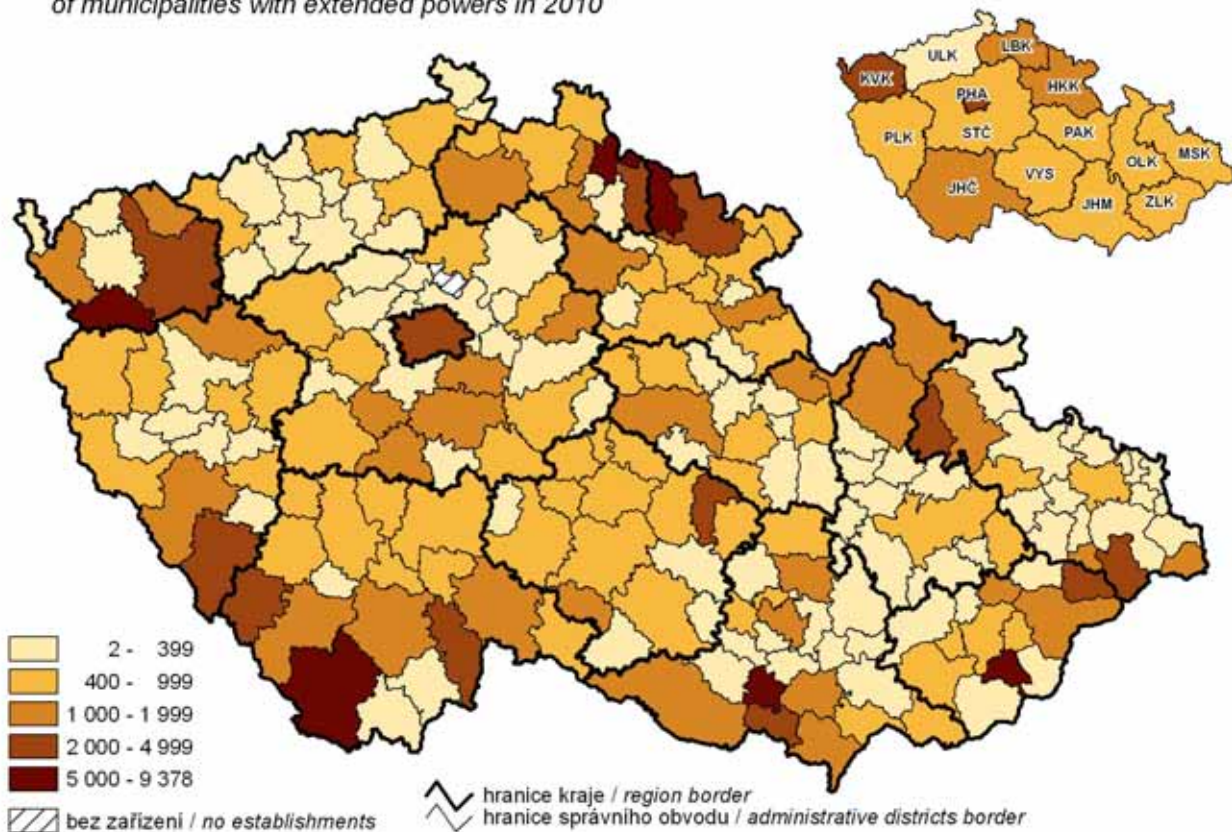 of municipalities with extended powers in 2010
ULK
LBK
KVK
HKK
PHA
PLK
STČ
PAK
OLK
MSK
JHČ
VYS
JHM
ZLK
2 - 399
400 - 999
1 000 - 1 999
2 000 - 4 999
5 000 - 9 378
bez zařízení / no establishments
hranice kraje / region border
hranice správního obvodu / administrative districts border